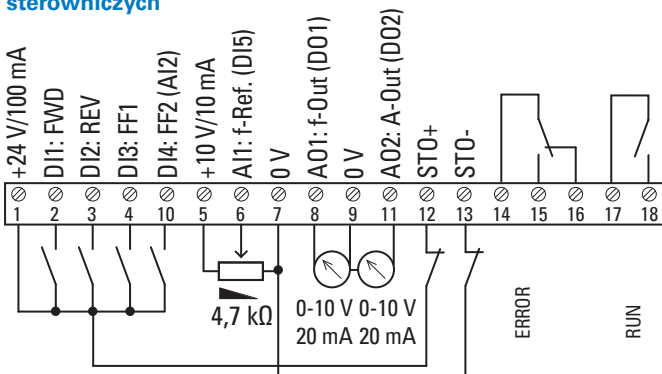 sterowniczych
+24 V/100 mA
DI1: FWD
DI2: REV
DI3: FF1
DI4: FF2 (AI2)
+10 V/10 mA
AI1: f-Ref. (DI5)
0 V
AO1: f-Out (DO1)
0 V
AO2: A-Out (DO2)
STO+
STO-
1 2 3 4 10 5 6 7 8 9 11 12 13 14 15 16 17 18
4,7 kΩ
0-10 V 0-10 V
20 mA 20 mA
ERROR
RUN